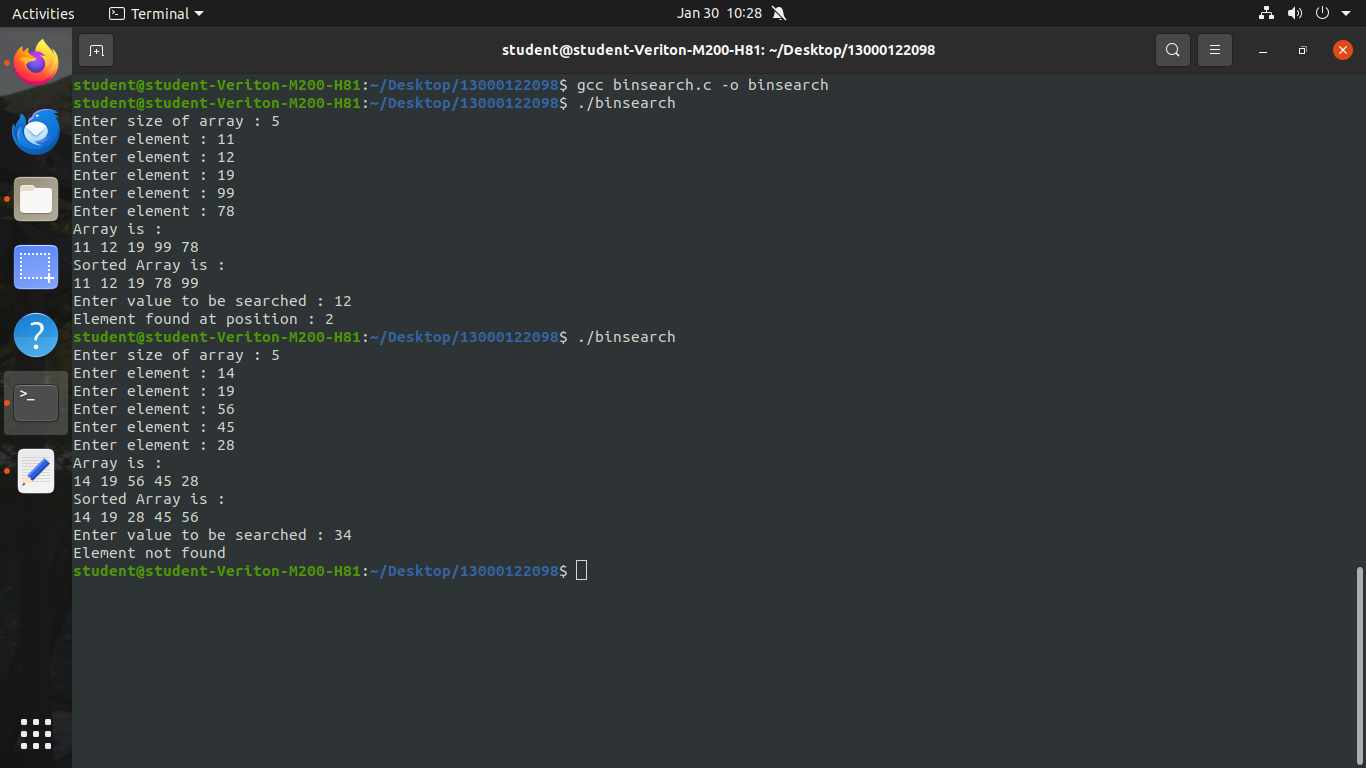 Activities
Terminal
Jan 30 10:28
student@student-Veriton-M200-H81: ~/Desktop/13000122098
student@student-Veriton-M200-H81:~/Desktop/13000122098$ gcc binsearch.c -o binsearch
student@student-Veriton-M200-H81:~/Desktop/13000122098$ ./binsearch
Enter size of array : 5
Enter element : 11
Enter element : 12
Enter element : 19
Enter element : 99
Enter element : 78
Array is :
11 12 19 99 78
Sorted Array is :
11 12 19 78 99
Enter value to be searched : 12
Element found at position : 2
student@student-Veriton-M200-H81:~/Desktop/13000122098$ ./binsearch
Enter size of array : 5
Enter element : 14
Enter element : 19
Enter element : 56
Enter element : 45
Enter element : 28
Array is :
14 19 56 45 28
Sorted Array is :
14 19 28 45 56
Enter value to be searched : 34
Element not found
student@student-Veriton-M200-H81:~/Desktop/13000122098$